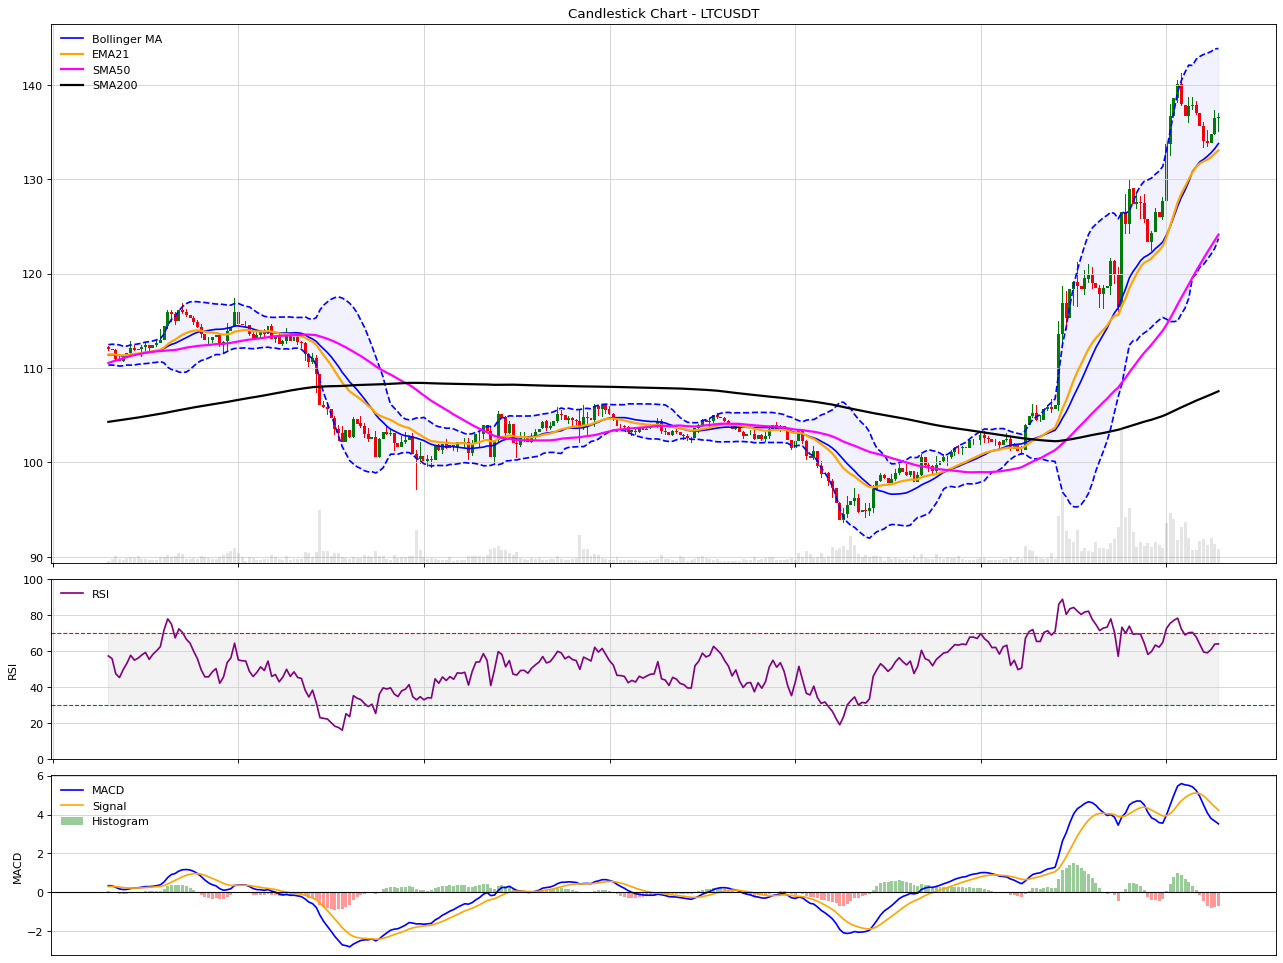 Candlestick Chart - LTCUSDT
Bollinger MA
EMA21
SMA50
SMA200
140
130
120
110
100
90
100
80
60
40
20
0
RSI
RSI
6
4
2
0
−2
MACD
MACD
Signal
Histogram